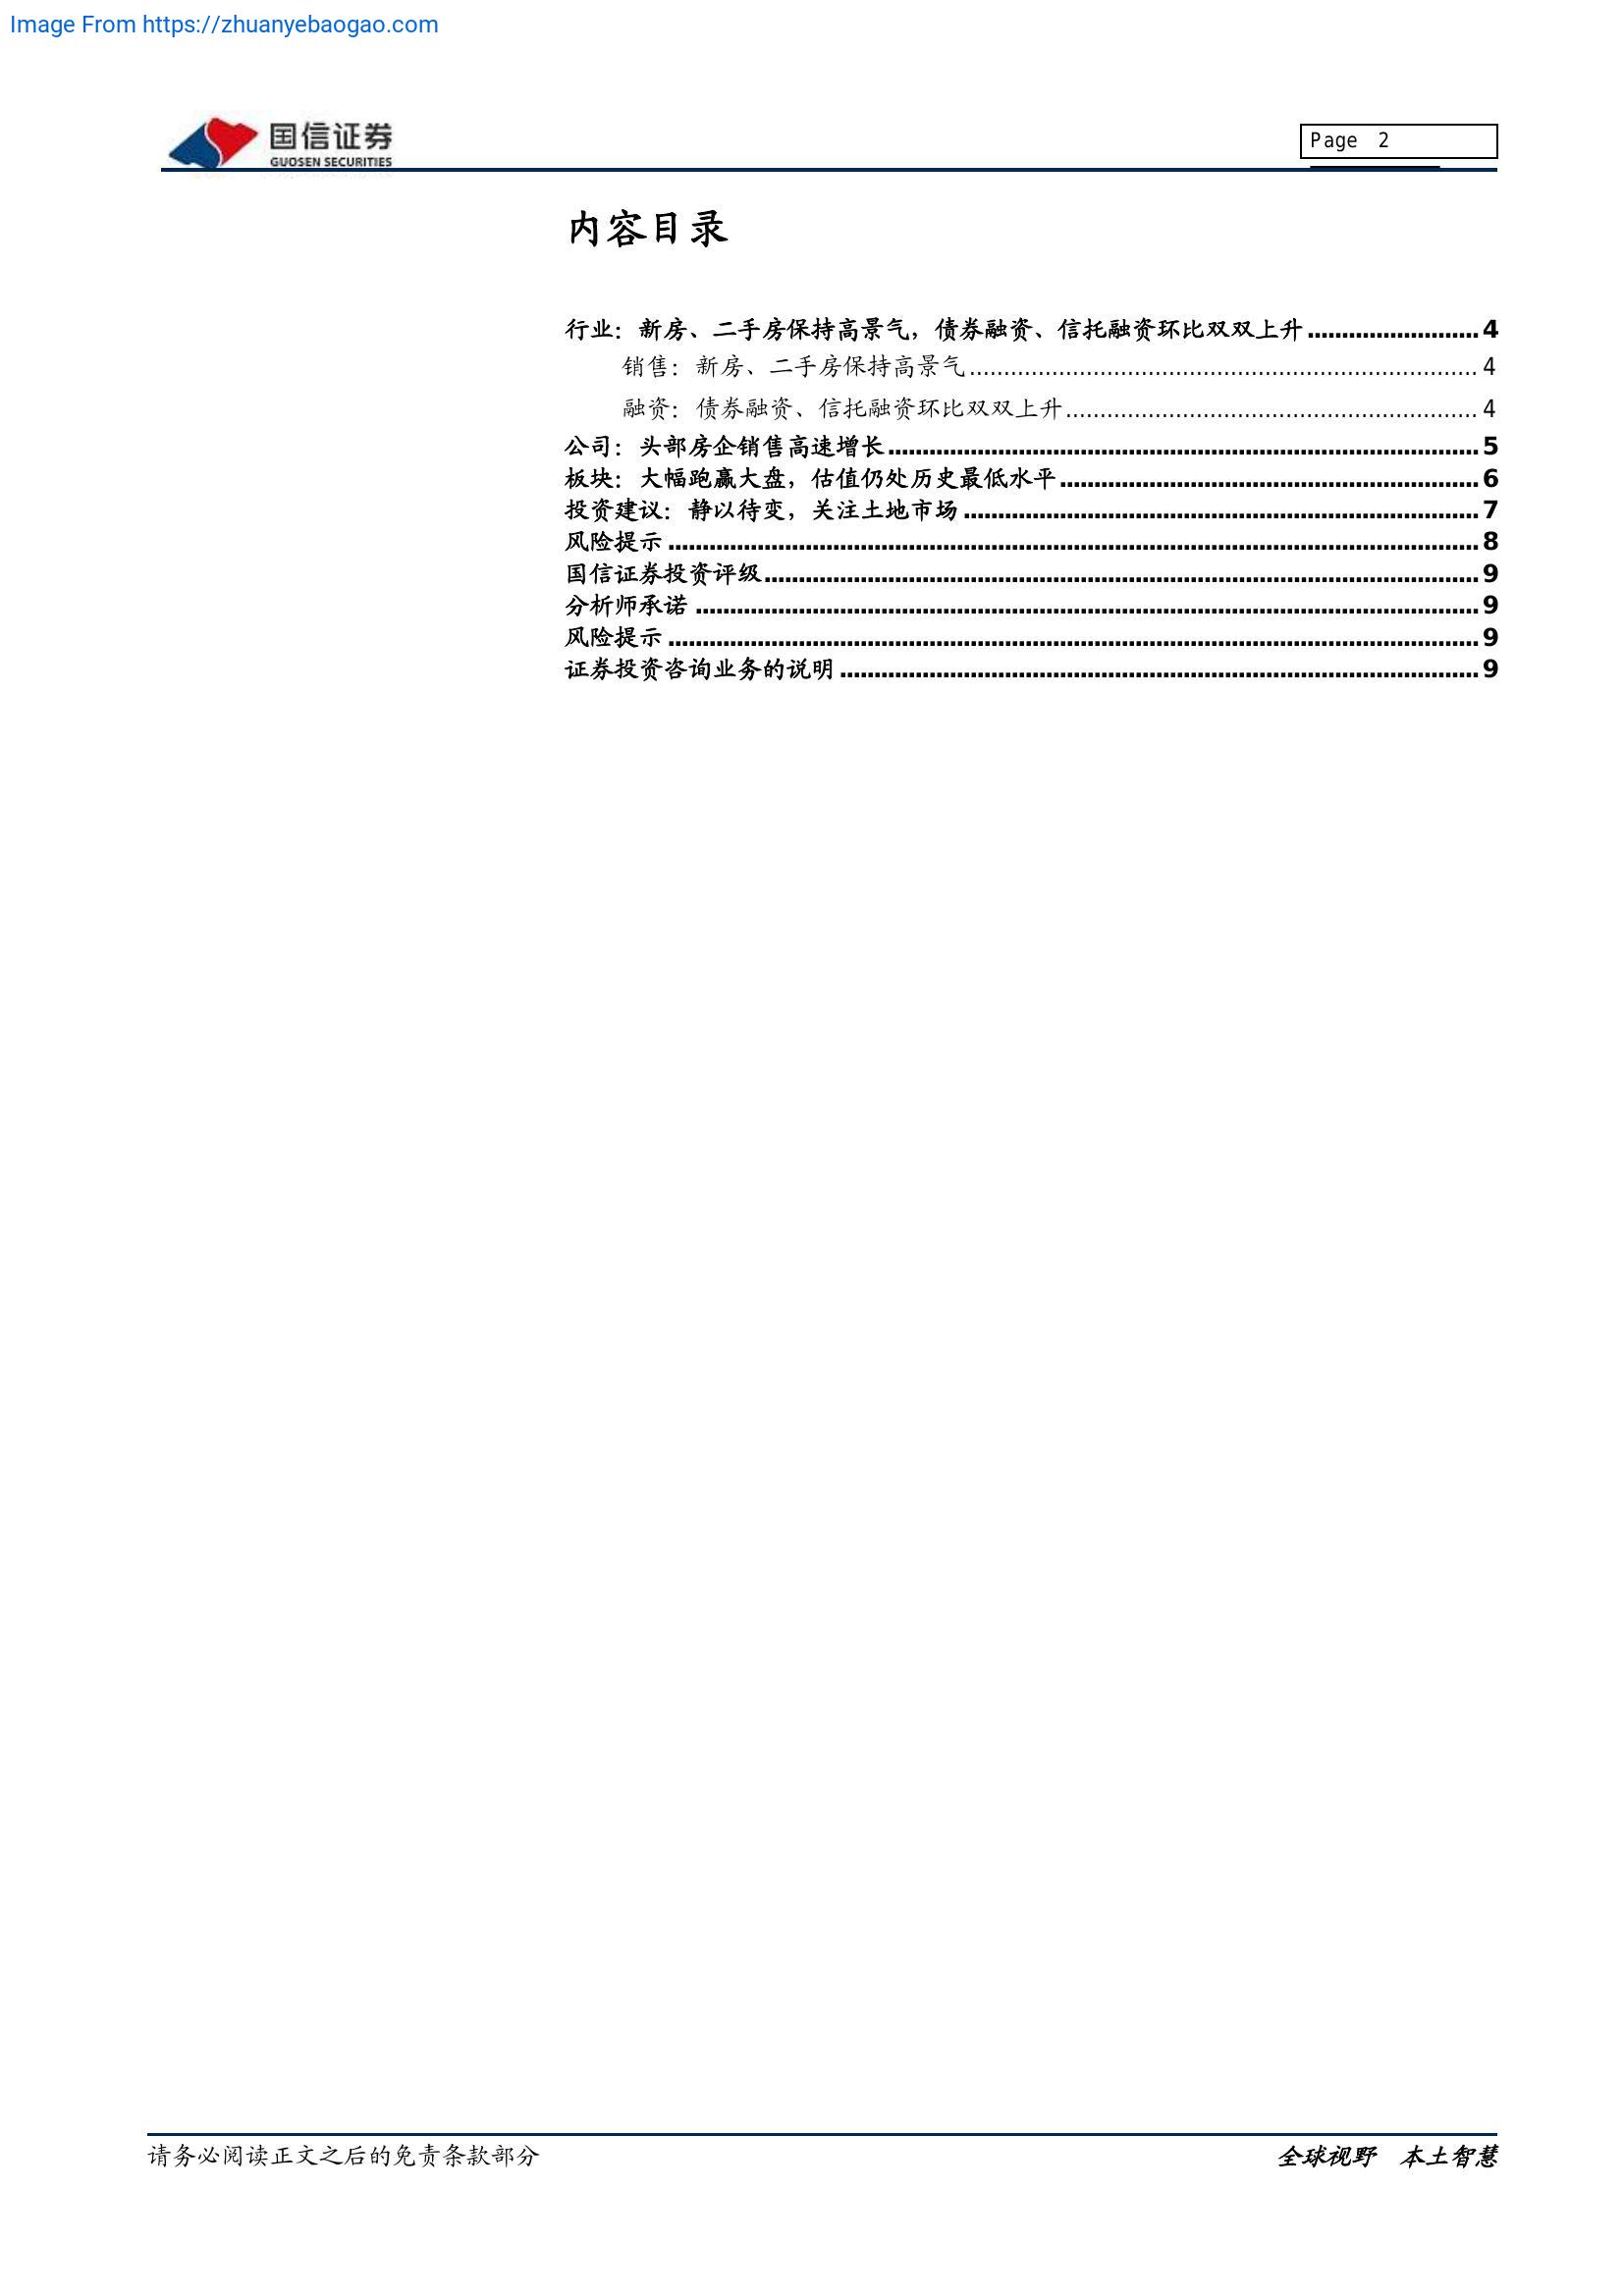 Image From https://zhuanyebaogao.com
国信证券
GUOSEN SECURITIES
Page 2
内容目录
行业：新房、二手房保持高景气，债券融资、信托融资环比双双上升.........................4
销售：新房、二手房保持高景气..........................................................................4
融资：债券融资、信托融资环比双双上升............................................................4
公司：头部房企销售高速增长......................................................................................5
板块：大幅跑赢大盘，估值仍处历史最低水平.............................................................6
投资建议：静以待变，关注土地市场...........................................................................7
风险提示......................................................................................................................8
国信证券投资评级........................................................................................................9
分析师承诺..................................................................................................................9
风险提示......................................................................................................................9
证券投资咨询业务的说明.............................................................................................9
请务必阅读正文之后的免责条款部分
全球视野 本土智慧